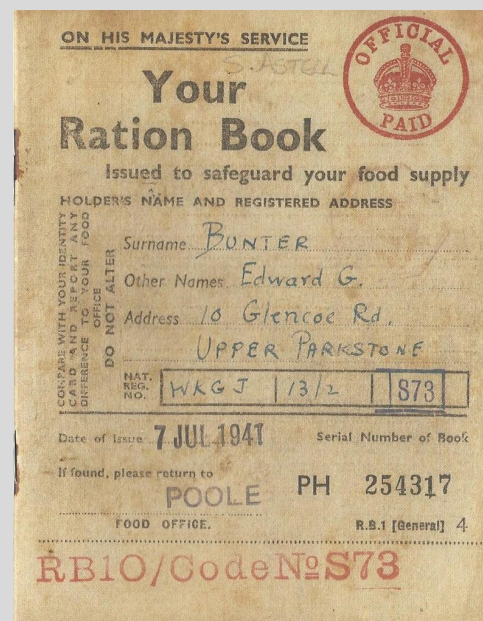 ON HIS MAJESTY'S SERVICE
OFFICIAL
PAID
S. ASTELL
Your
Ration Book
Issued to safeguard your food supply
HOLDER'S NAME AND REGISTERED ADDRESS
COMPARE WITH YOUR IDENTITY
CARD AND REPORT ANY
DIFFERENCE TO YOUR FOOD
OFFICE
DO NOT ALTER
Surname BUNTER
Other Names Edward G.
Address 10 Glencoe Rd.
UPPER PARKSTONE
NAT. REG. NO. WKGJ 13/2 S73
Date of Issue 7 JUL 1941
Serial Number of Book
If found, please return to
POOLE
PH 254317
FOOD OFFICE.
R.B.1 [General] 4
RB10/Code No S73